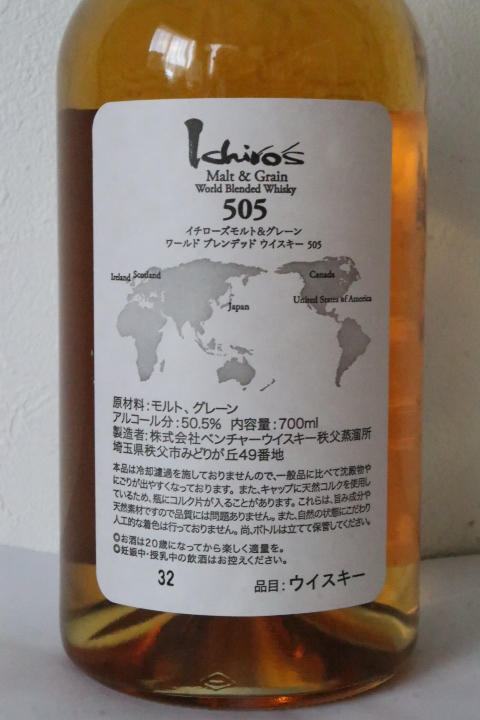 Ichiro's
Malt & Grain
World Blended Whisky
505
イチローズモルト&グレーン
ワールド ブレンデッド ウイスキー 505
Ireland Scotland
Canada
Japan
United States of America
原材料:モルト、グレーン
アルコール分:50.5% 内容量:700ml
製造者:株式会社ベンチャーウイスキー秩父蒸溜所
埼玉県秩父市みどりが丘49番地
本品は冷却濾過を施しておりませんので、一般品に比べて沈澱物や
にごりが出やすくなっております。また、キャップに天然コルクを使用し
ているため、瓶にコルク片が入ることがあります。これらは、旨み成分や
天然素材ですので品質には問題ありません。また、自然の状態にこだわり
人工的な着色は行っておりません。尚、ボトルは立てて保管してください。
◎お酒は20歳になってから楽しく適量を。
◎妊娠中・授乳中の飲酒はお控えください。
32
品目:ウイスキー